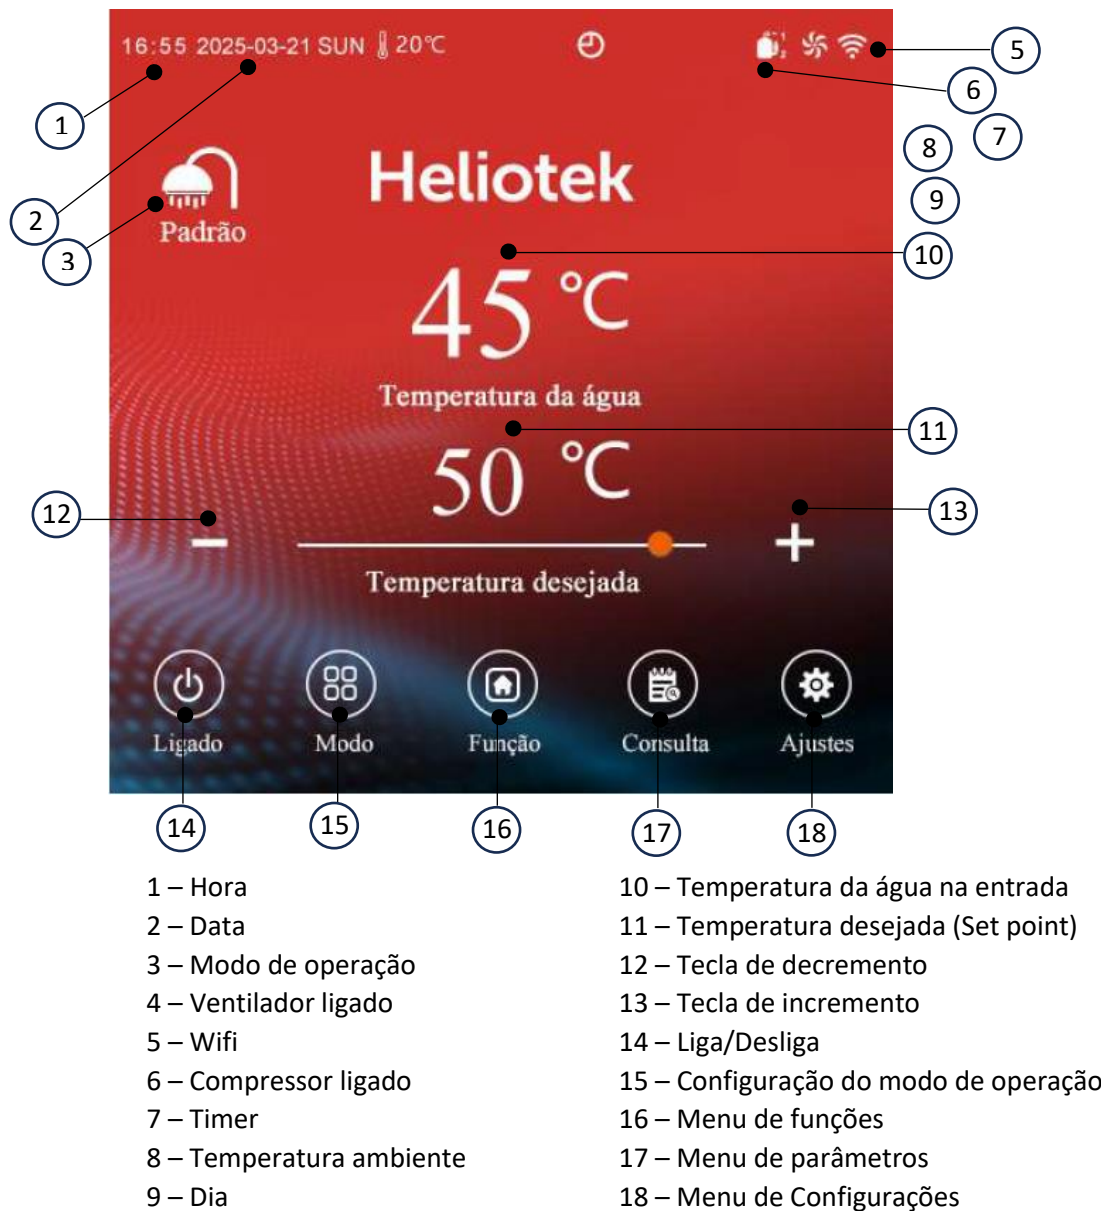 16:55 2025-03-21 SUN 20℃
5
6
1
7
8
Heliotek
9
2
Padrão
3
10
45 °C
Temperatura da água
11
50 °C
12
13
− +
Temperatura desejada
Ligado Modo Função Consulta Ajustes
14 15 16 17 18
1 – Hora
2 – Data
3 – Modo de operação
4 – Ventilador ligado
5 – Wifi
6 – Compressor ligado
7 – Timer
8 – Temperatura ambiente
9 – Dia
10 – Temperatura da água na entrada
11 – Temperatura desejada (Set point)
12 – Tecla de decremento
13 – Tecla de incremento
14 – Liga/Desliga
15 – Configuração do modo de operação
16 – Menu de funções
17 – Menu de parâmetros
18 – Menu de Configurações